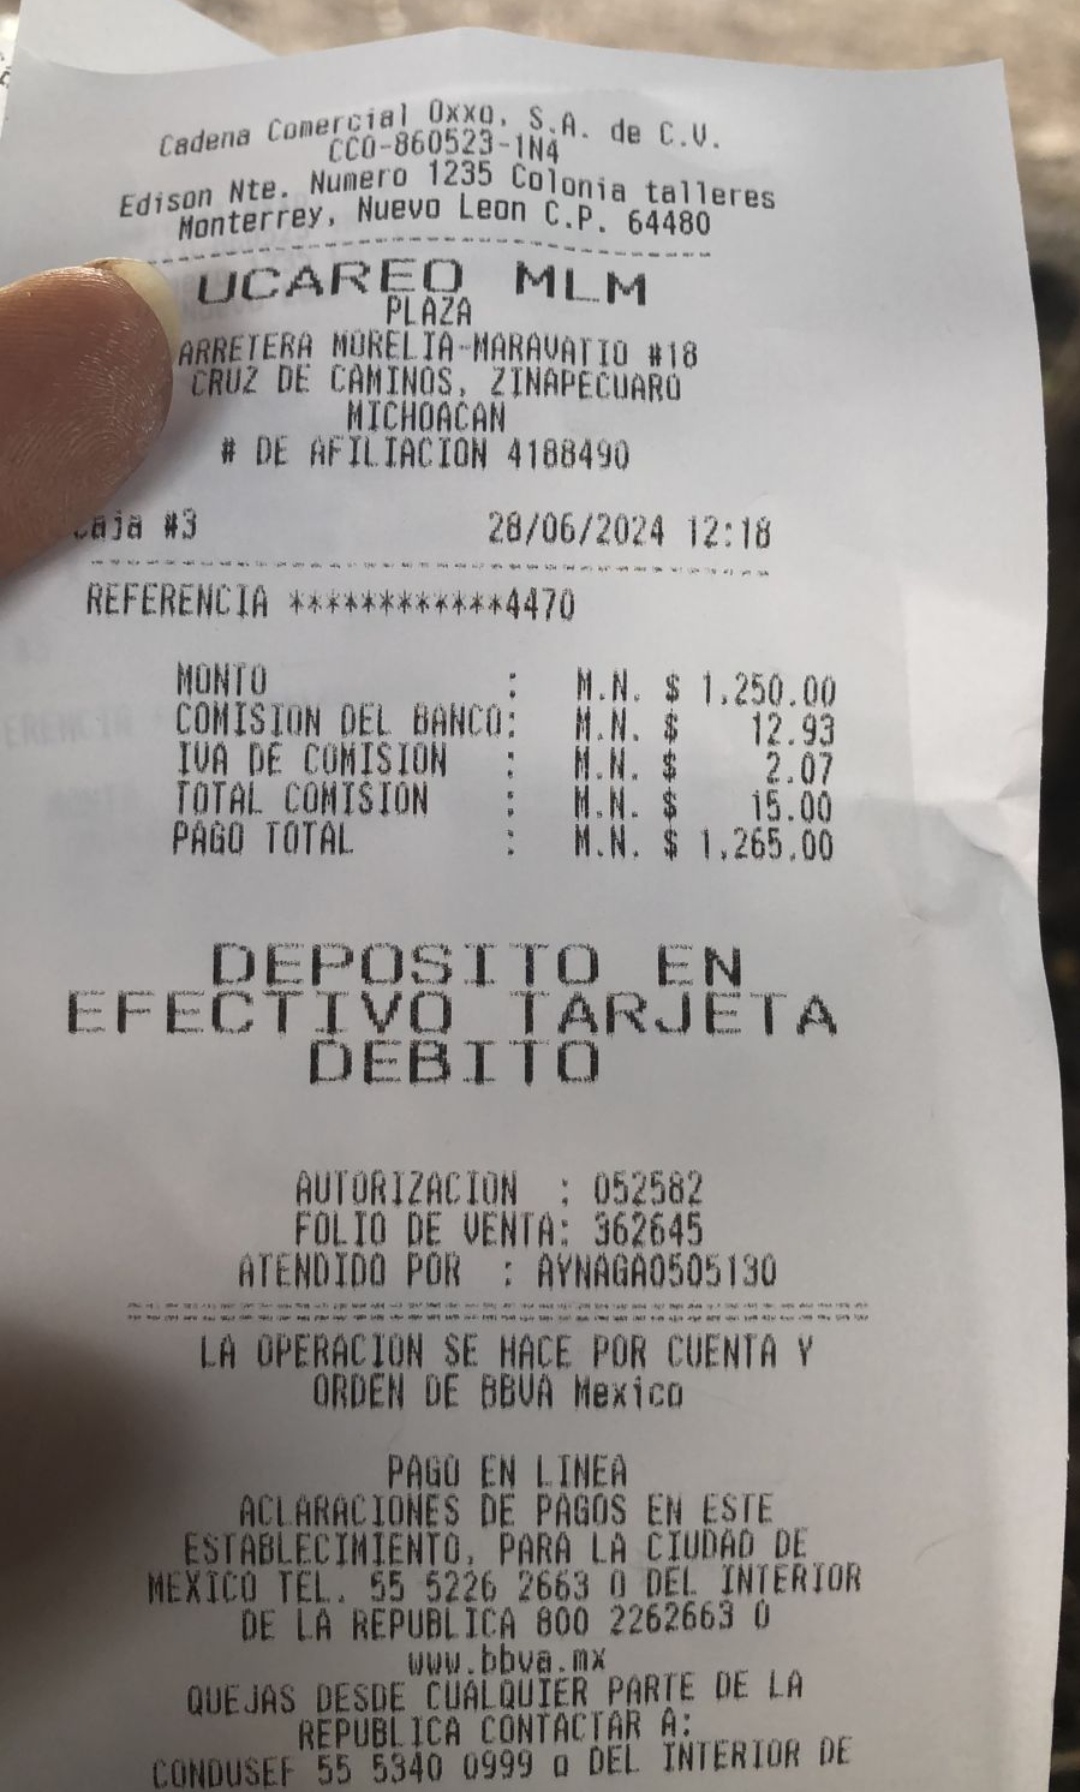 Cadena Comercial Oxxo, S.A. de C.V.
CCO-860523-1N4
Edison Nte. Numero 1235 Colonia talleres
Monterrey, Nuevo Leon C.P. 64480
UCAREO MLM
PLAZA
ARRETERA MORELIA-MARAVATIO #18
CRUZ DE CAMINOS, ZINAPECUARO
MICHOACAN
# DE AFILIACION 4188490
Caja #3 28/06/2024 12:18
REFERENCIA ************4470
MONTO : M.N. $ 1,250.00
COMISION DEL BANCO: M.N. $ 12.93
IVA DE COMISION : M.N. $ 2.07
TOTAL COMISION : M.N. $ 15.00
PAGO TOTAL : M.N. $ 1,265.00
DEPOSITO EN
EFECTIVO TARJETA
DEBITO
AUTORIZACION : 052582
FOLIO DE VENTA: 362645
ATENDIDO POR : AYNAGA0505130
LA OPERACION SE HACE POR CUENTA Y
ORDEN DE BBVA Mexico
PAGO EN LINEA
ACLARACIONES DE PAGOS EN ESTE
ESTABLECIMIENTO, PARA LA CIUDAD DE
MEXICO TEL. 55 5226 2663 O DEL INTERIOR
DE LA REPUBLICA 800 2262663 O
www.bbva.mx
QUEJAS DESDE CUALQUIER PARTE DE LA
REPUBLICA CONTACTAR A:
CONDUSEF 55 5340 0999 o DEL INTERIOR DE